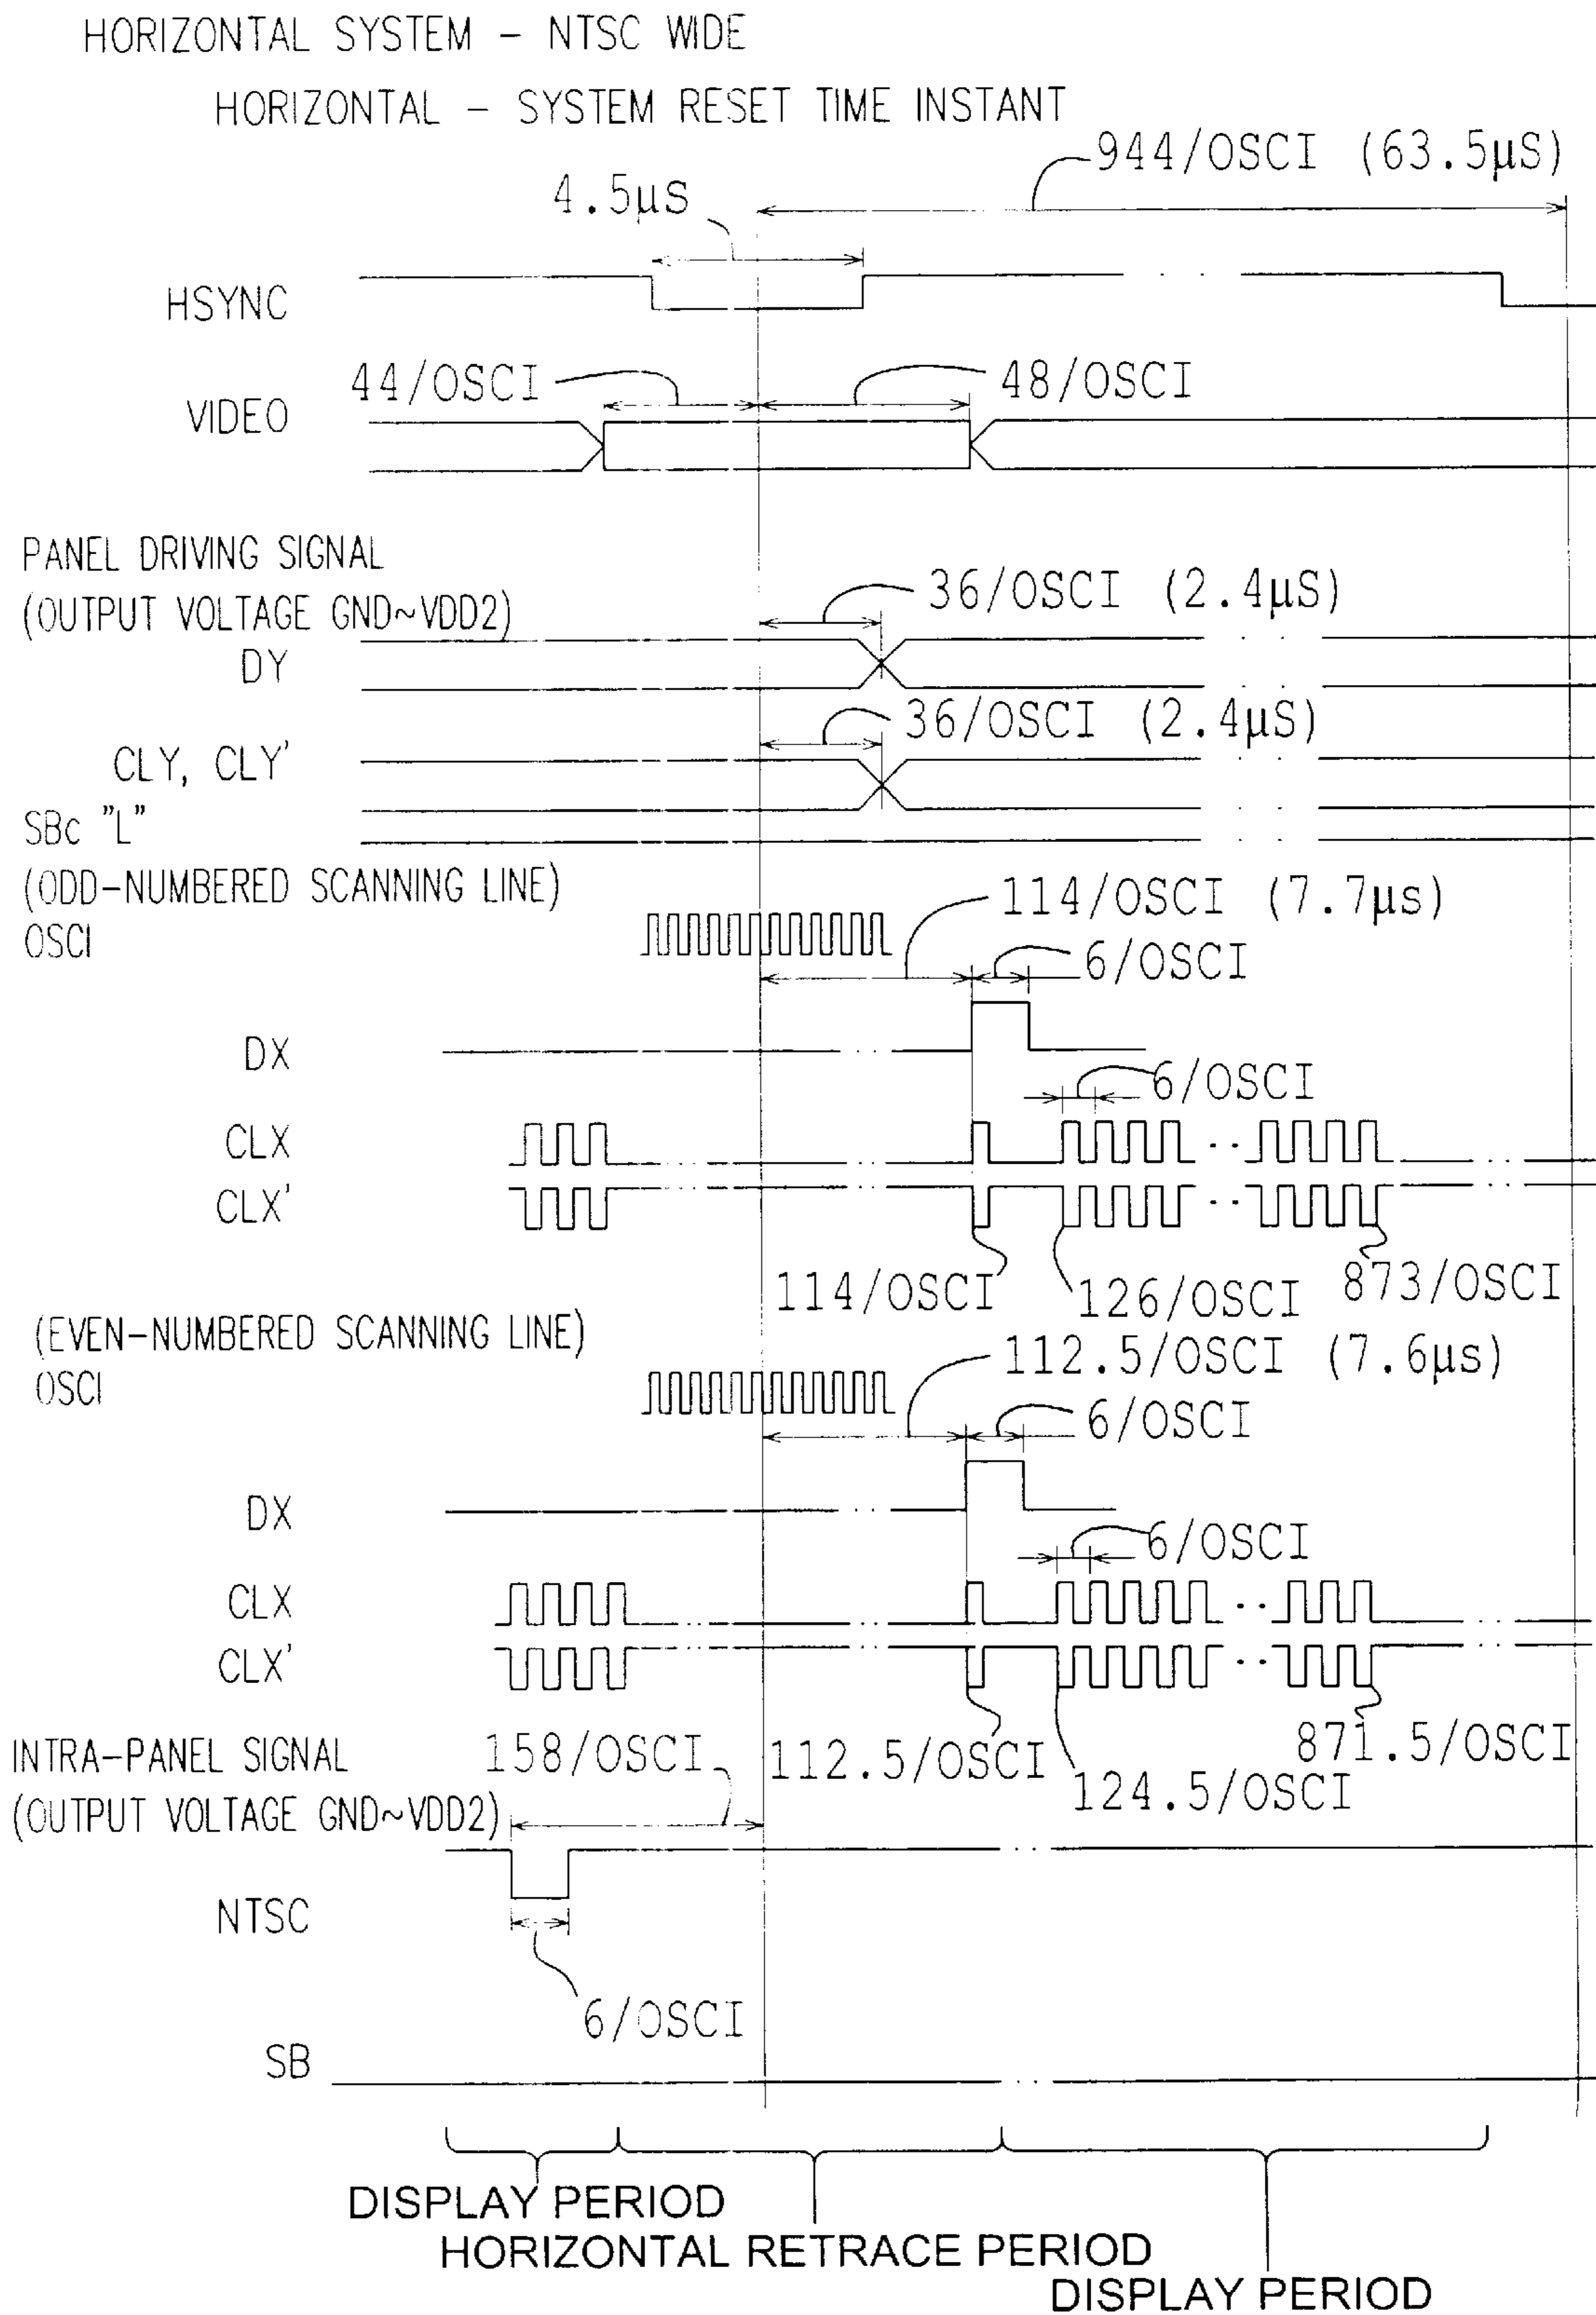 HORIZONTAL SYSTEM – NTSC WIDE
HORIZONTAL – SYSTEM RESET TIME INSTANT
944/OSCI (63.5μS)
4.5μS
HSYNC
44/OSCI
48/OSCI
VIDEO
PANEL DRIVING SIGNAL
(OUTPUT VOLTAGE GND~VDD2)
36/OSCI (2.4μS)
DY
36/OSCI (2.4μS)
CLY, CLY'
SBc "L"
(ODD-NUMBERED SCANNING LINE)
114/OSCI (7.7μs)
OSCI
6/OSCI
DX
6/OSCI
CLX
CLX'
114/OSCI
126/OSCI
873/OSCI
(EVEN-NUMBERED SCANNING LINE)
112.5/OSCI (7.6μs)
OSCI
6/OSCI
DX
6/OSCI
CLX
CLX'
INTRA-PANEL SIGNAL
158/OSCI
112.5/OSCI
124.5/OSCI
871.5/OSCI
(OUTPUT VOLTAGE GND~VDD2)
NTSC
6/OSCI
SB
DISPLAY PERIOD
HORIZONTAL RETRACE PERIOD
DISPLAY PERIOD